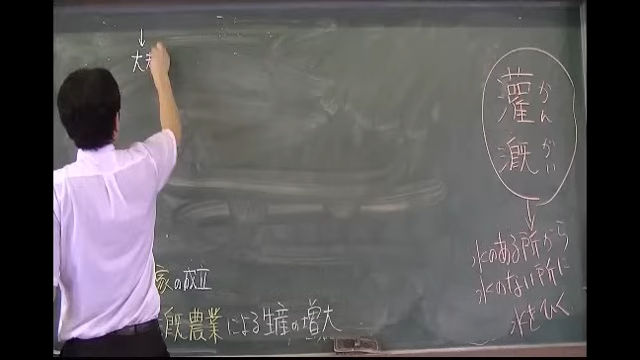 灌漑
かんがい
↓
水のある所から
水のない所に
水をひく
↓
大
家の成立
漑農業による生産の増大